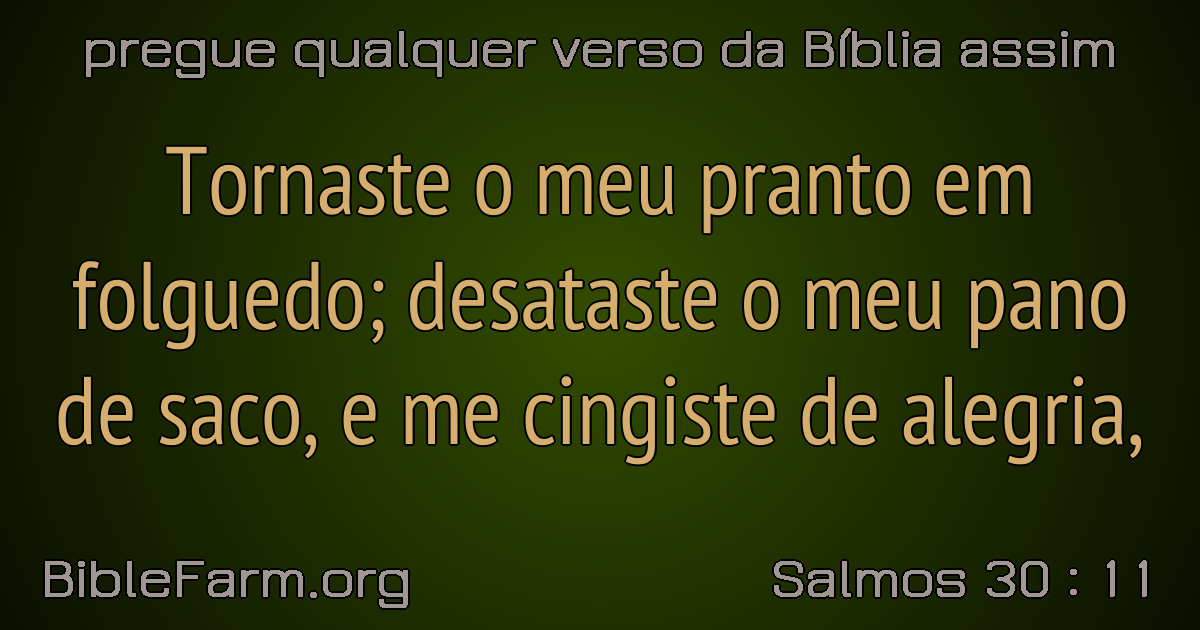 pregue qualquer verso da Bíblia assim
Tornaste o meu pranto em
folguedo; desataste o meu pano
de saco, e me cingiste de alegria,
BibleFarm.org
Salmos 30 : 11